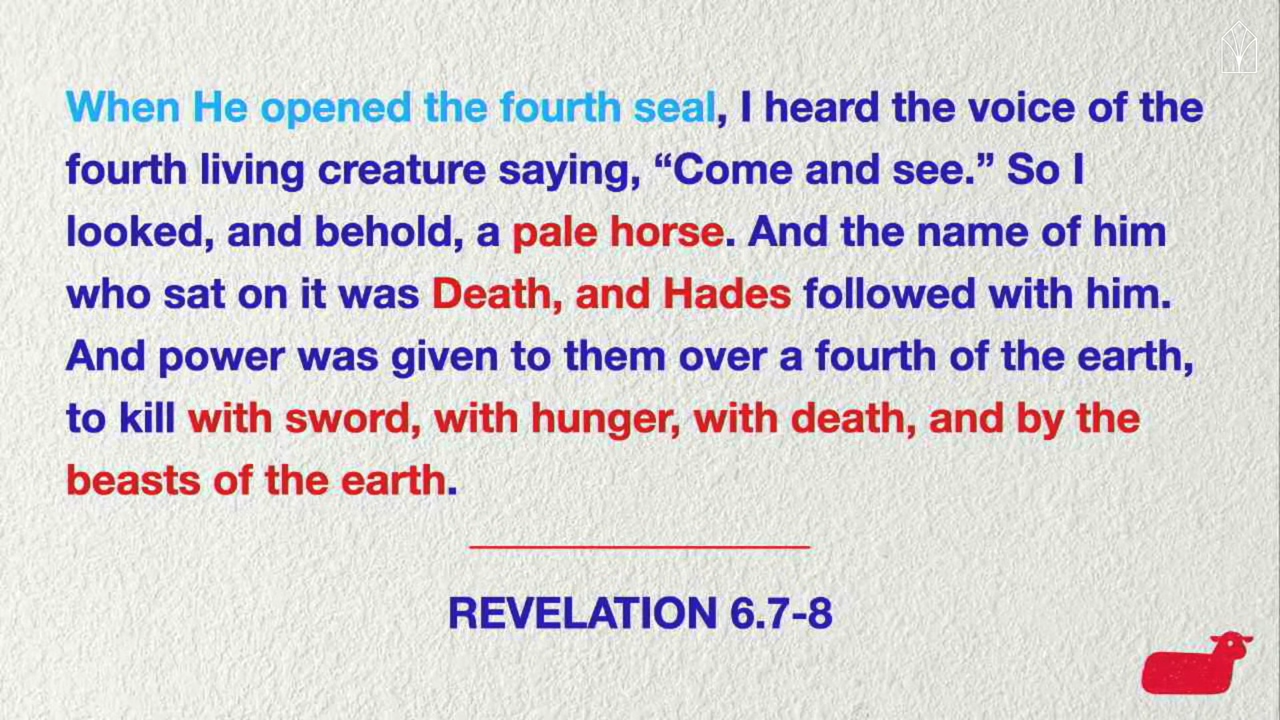 When He opened the fourth seal, I heard the voice of the
fourth living creature saying, “Come and see.” So I
looked, and behold, a pale horse. And the name of him
who sat on it was Death, and Hades followed with him.
And power was given to them over a fourth of the earth,
to kill with sword, with hunger, with death, and by the
beasts of the earth.
REVELATION 6.7-8